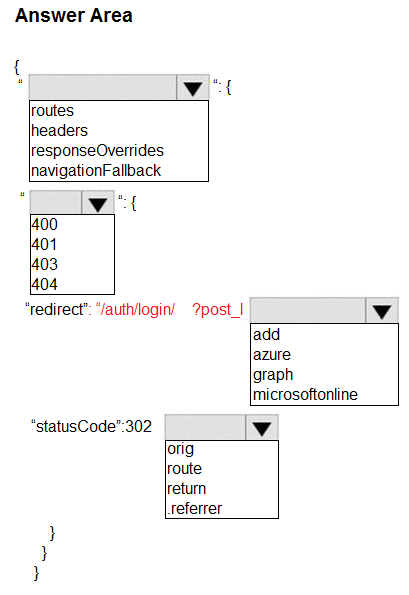 Answer Area
{
“ “: {
routes
headers
responseOverrides
navigationFallback
“ “: {
400
401
403
404
“redirect”: “/auth/login/ ?post_l
add
azure
graph
microsoftonline
“statusCode”:302
orig
route
return
.referrer
}
}
}